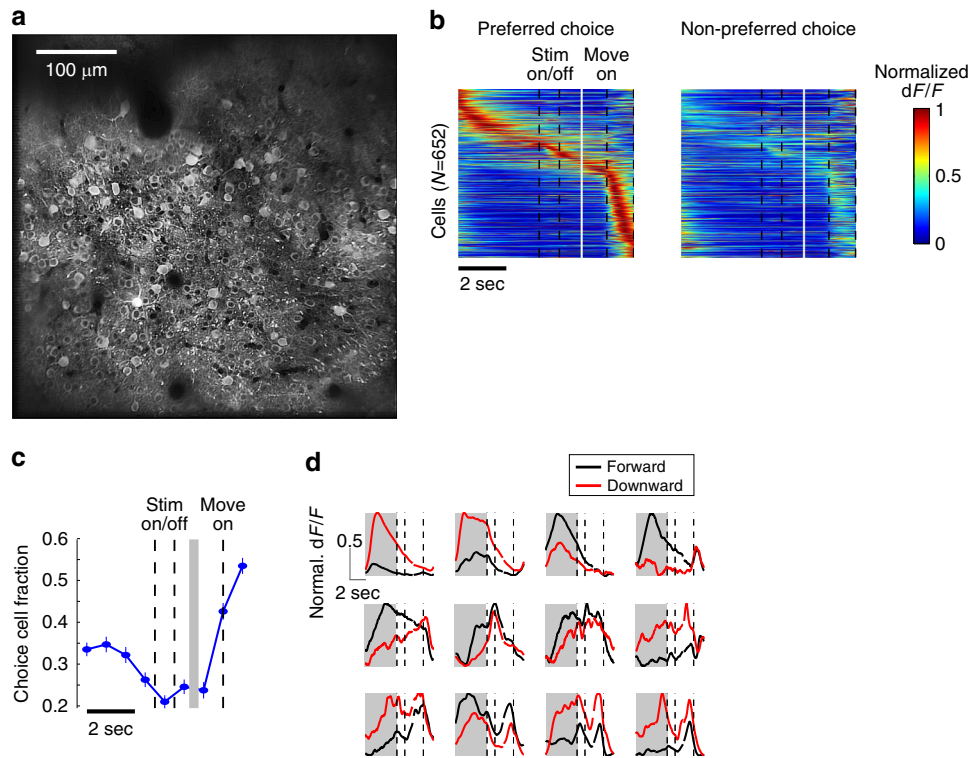 a
100 μm
b
Preferred choice
Non-preferred choice
Stim
on/off
Move
on
Normalized
dF/F
Cells (N=652)
1
0.5
0
2 sec
c
Stim
on/off
Move
on
Choice cell fraction
0.6
0.5
0.4
0.3
0.2
2 sec
d
Forward
Downward
Normal. dF/F
0.5
2 sec